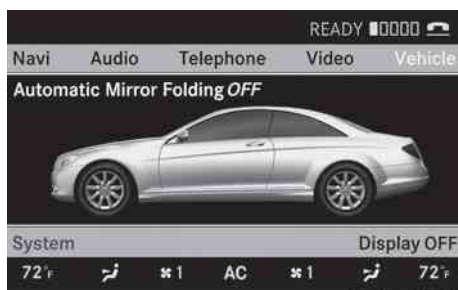 READY
Navi Audio Telephone Video Vehicle
Automatic Mirror Folding OFF
System Display OFF
72°F 1 AC 1 72°F